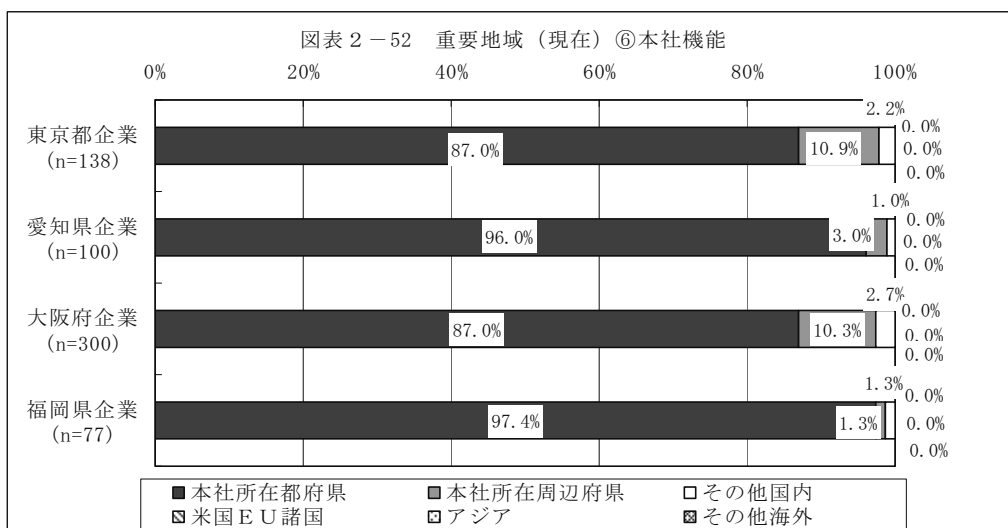 図表２－52　重要地域（現在）⑥本社機能
0% 20% 40% 60% 80% 100%
東京都企業
(n=138)
87.0% 10.9% 2.2% 0.0% 0.0% 0.0%
愛知県企業
(n=100)
96.0% 3.0% 1.0% 0.0% 0.0% 0.0%
大阪府企業
(n=300)
87.0% 10.3% 2.7% 0.0% 0.0% 0.0%
福岡県企業
(n=77)
97.4% 1.3% 1.3% 0.0% 0.0% 0.0%
本社所在都府県 本社所在周辺府県 その他国内
米国ＥＵ諸国 アジア その他海外